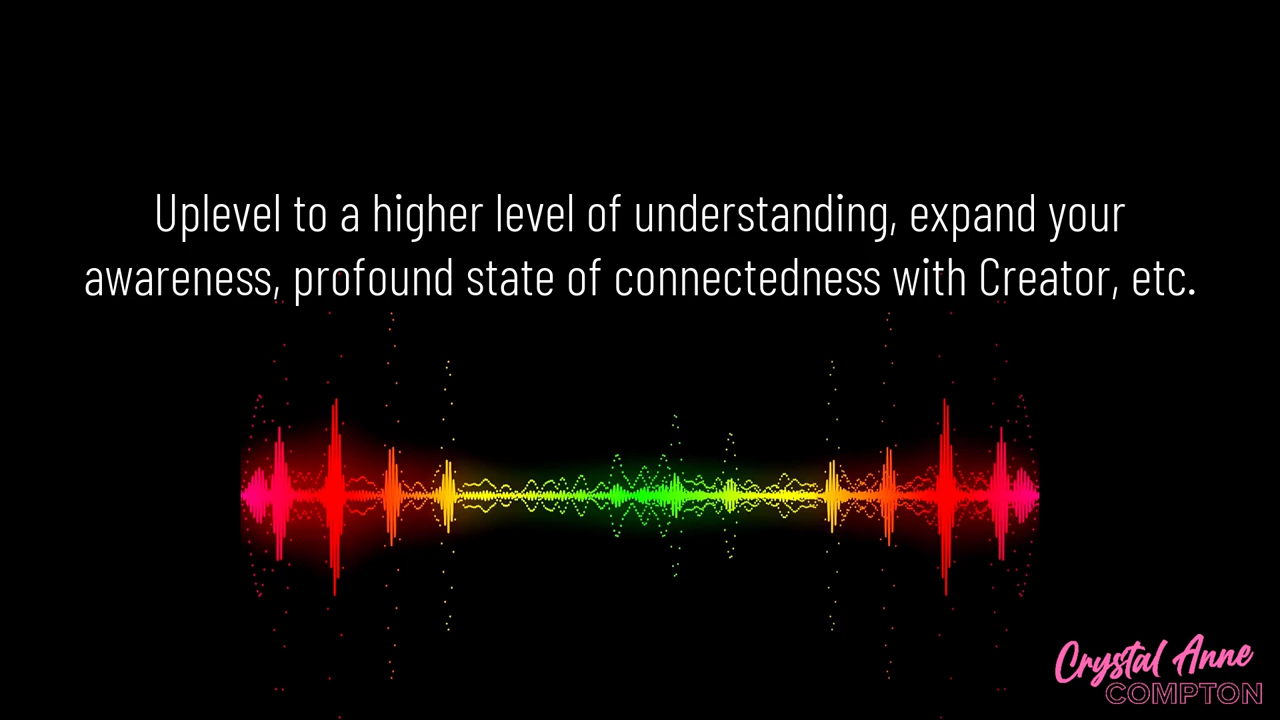 Uplevel to a higher level of understanding, expand your
awareness, profound state of connectedness with Creator, etc.
Crystal Anne
COMPTON